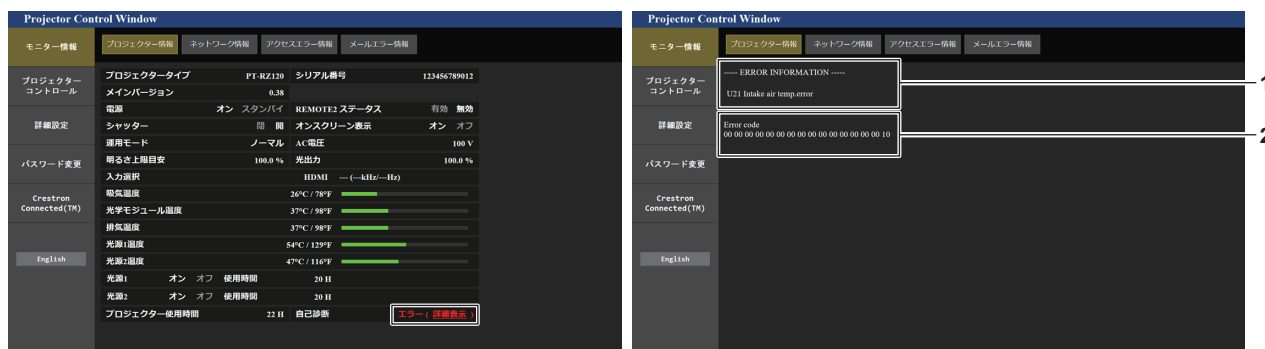 Projector Control Window
モニター情報
プロジェクター情報 ネットワーク情報 アクセスエラー情報 メールエラー情報
プロジェクター
コントロール
詳細設定
パスワード変更
Crestron
Connected(TM)
English
プロジェクタータイプ PT-RZ120 シリアル番号 123456789012
メインバージョン 0.38
電源 オン スタンバイ REMOTE2 ステータス 有効 無効
シャッター 閉 開 オンスクリーン表示 オン オフ
運用モード ノーマル AC電圧 100 V
明るさ上限目安 100.0 % 光出力 100.0 %
入力選択 HDMI --- (---kHz/---Hz)
吸気温度 26°C / 78°F
光学モジュール温度 37°C / 98°F
排気温度 37°C / 98°F
光源1温度 54°C / 129°F
光源2温度 47°C / 116°F
光源1 オン オフ 使用時間 20 H
光源2 オン オフ 使用時間 20 H
プロジェクター使用時間 22 H 自己診断 エラー ( 詳細表示 )
Projector Control Window
モニター情報
プロジェクター情報 ネットワーク情報 アクセスエラー情報 メールエラー情報
プロジェクター
コントロール
詳細設定
パスワード変更
Crestron
Connected(TM)
English
----- ERROR INFORMATION -----
U21 Intake air temp.error
Error code
00 00 00 00 00 00 00 00 00 00 00 00 00 00 00 10
1
2